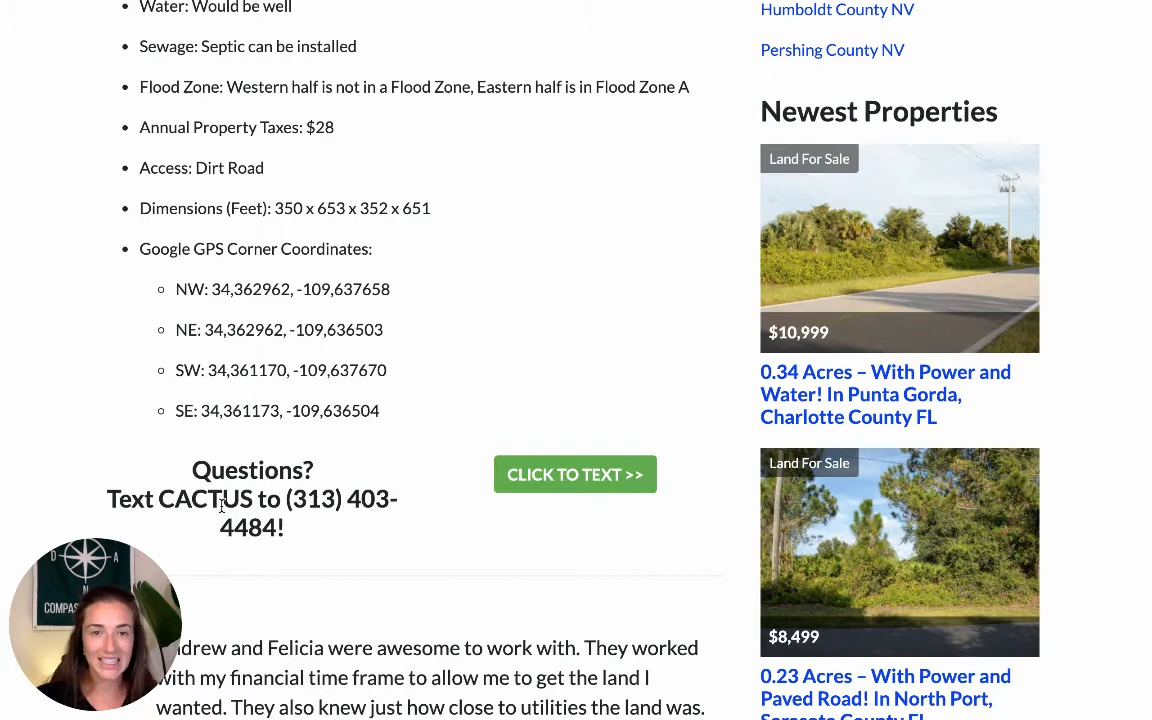 Water: Would be well
Sewage: Septic can be installed
Flood Zone: Western half is not in a Flood Zone, Eastern half is in Flood Zone A
Annual Property Taxes: $28
Access: Dirt Road
Dimensions (Feet): 350 x 653 x 352 x 651
Google GPS Corner Coordinates:
NW: 34,362962, -109,637658
NE: 34,362962, -109,636503
SW: 34,361170, -109,637670
SE: 34,361173, -109,636504
Questions?
Text CACTUS to (313) 403-
4484!
CLICK TO TEXT >>
D A
N
COMPAS
drew and Felicia were awesome to work with. They worked
with my financial time frame to allow me to get the land I
wanted. They also knew just how close to utilities the land was.
Humboldt County NV
Pershing County NV
Newest Properties
Land For Sale
$10,999
0.34 Acres – With Power and
Water! In Punta Gorda,
Charlotte County FL
Land For Sale
$8,499
0.23 Acres – With Power and
Paved Road! In North Port,
Sarasota County FL